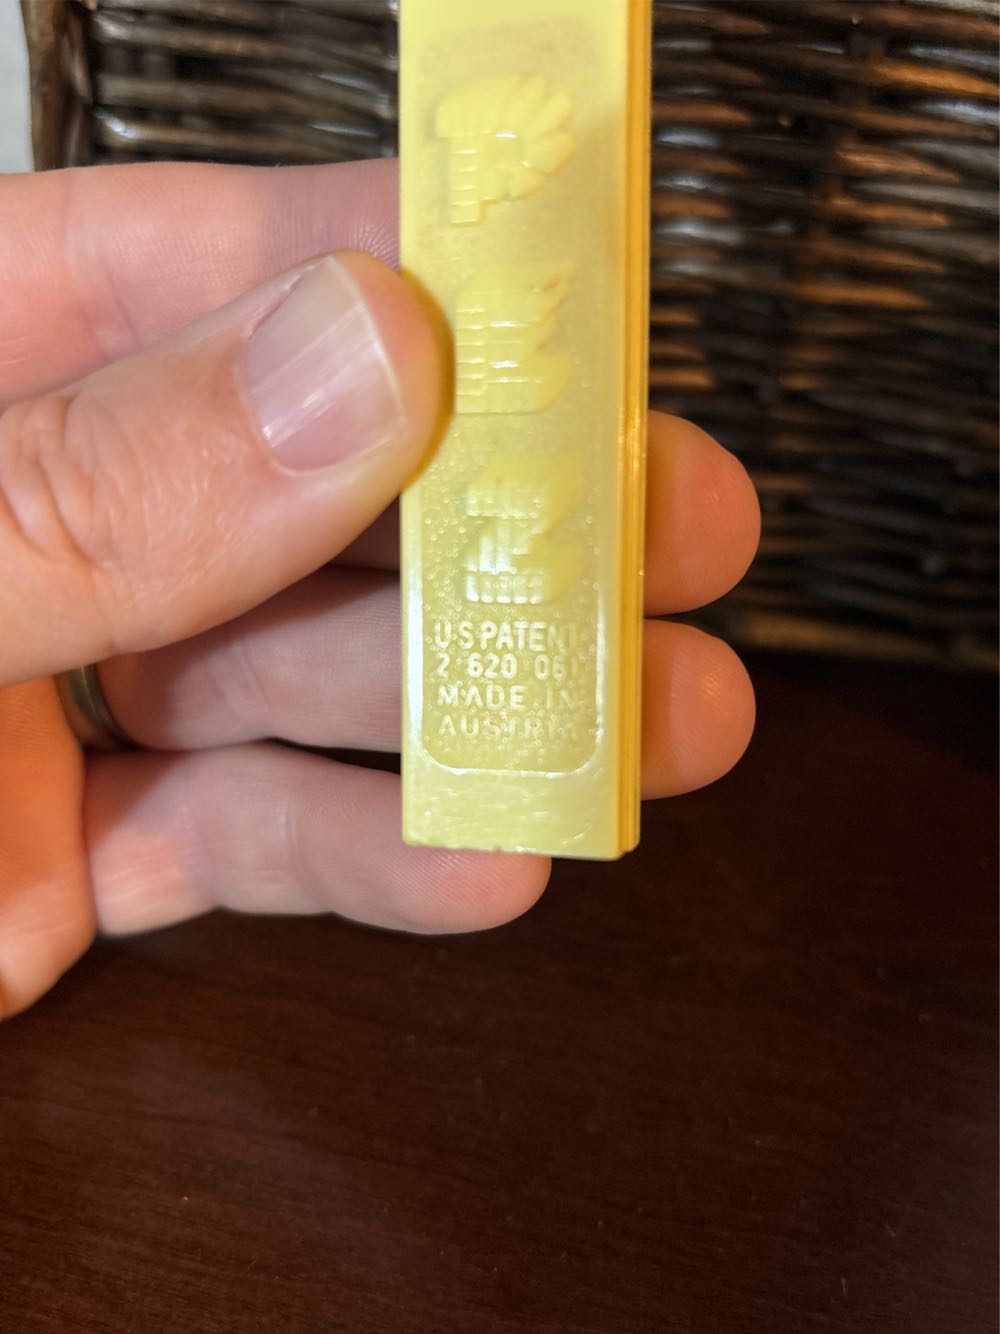 PEZ
U.S.PATENT
2 620 061
MADE IN
AUSTRIA